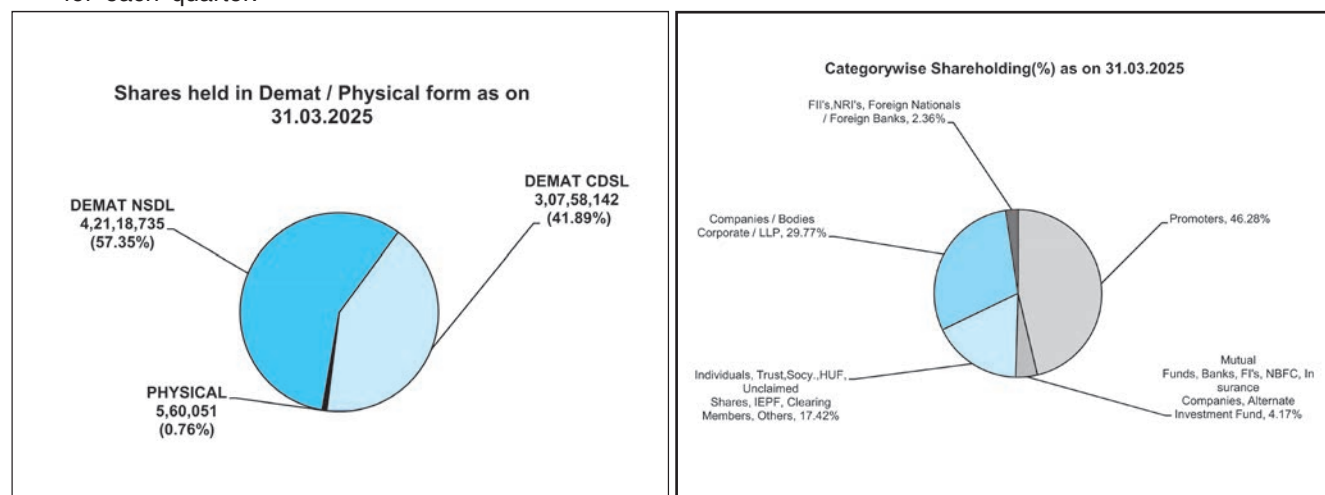 for each quarter.
Shares held in Demat / Physical form as on
31.03.2025
DEMAT NSDL
4,21,18,735
(57.35%)
DEMAT CDSL
3,07,58,142
(41.89%)
PHYSICAL
5,60,051
(0.76%)
Categorywise Shareholding(%) as on 31.03.2025
FII's,NRI's, Foreign Nationals
/ Foreign Banks, 2.36%
Companies / Bodies
Corporate / LLP, 29.77%
Promoters, 46.28%
Individuals, Trust,Socy.,HUF,
Unclaimed
Shares, IEPF, Clearing
Members, Others, 17.42%
Mutual
Funds, Banks, FI's, NBFC, In
surance
Companies, Alternate
Investment Fund, 4.17%